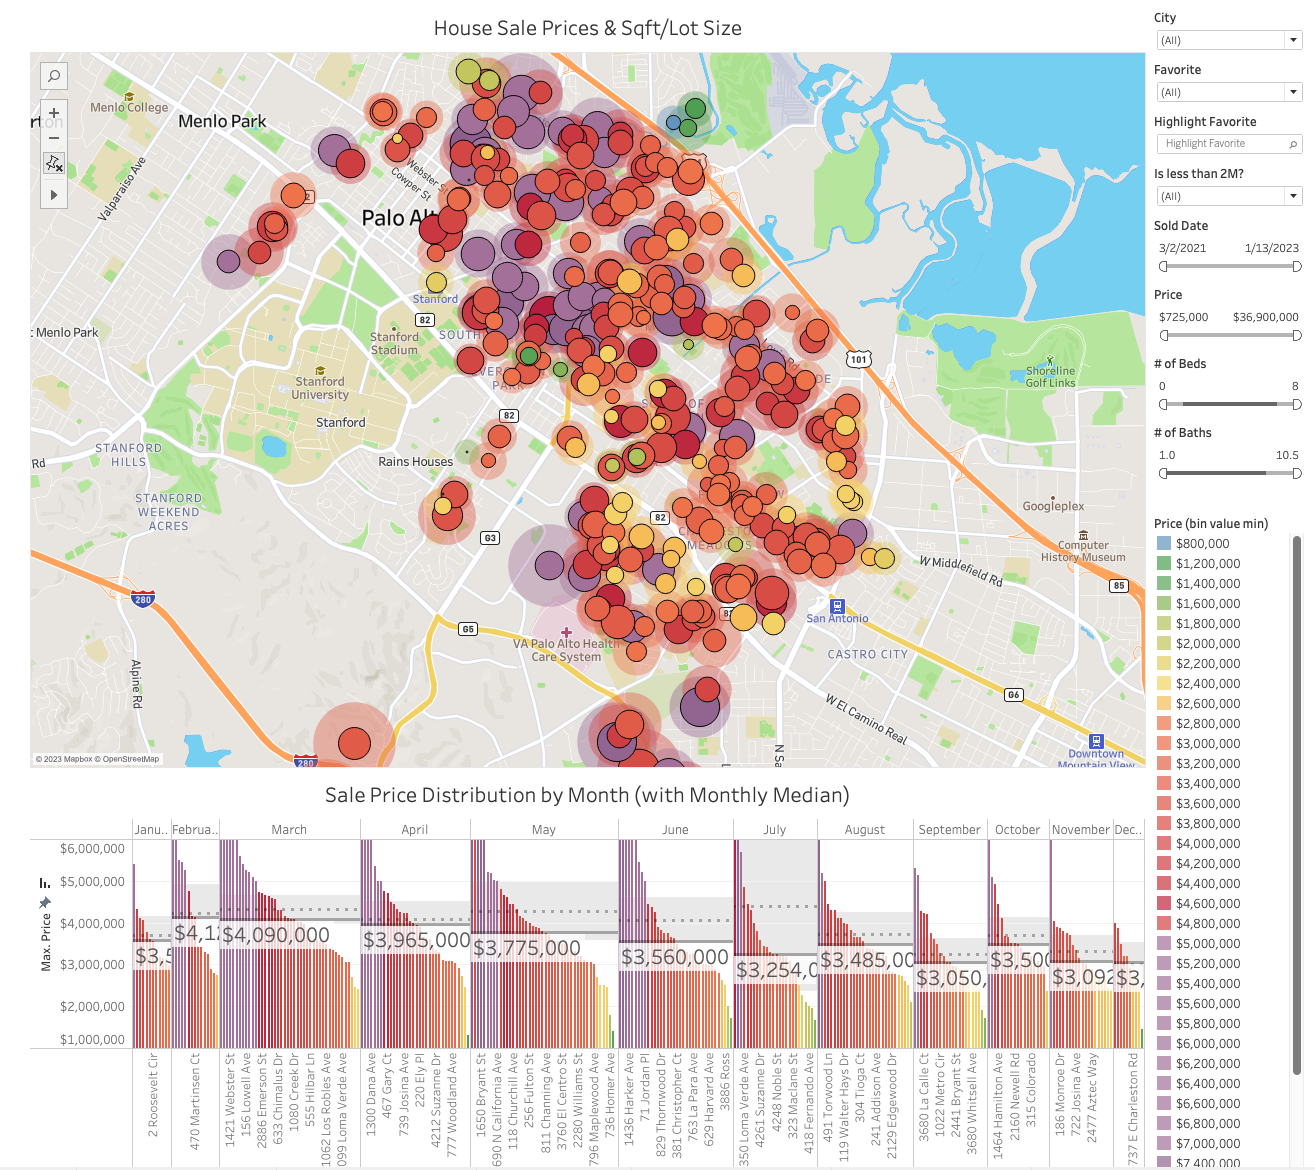 House Sale Prices & Sqft/Lot Size
Menlo College
Menlo Park
Valparaiso Ave
Webster St
Cowper St
Palo Alt
Stanford
82
SOUTH
Menlo Park
Stanford
Stadium
PARK
101
Shoreline
Golf Links
Stanford
University
Stanford
82
STANFORD
HILLS
Rd
Rains Houses
STANFORD
WEEKEND
ACRES
82
G3
Googleplex
Computer
History Museum
W Middlefield Rd
85
280
San Antonio
G5
VA Palo Alto Health
Care System
CASTRO CITY
Alpine Rd
G6
W El Camino Real
280
Downtown
Mountain View
© 2023 Mapbox © OpenStreetMap
City
(All)
Favorite
(All)
Highlight Favorite
Highlight Favorite
Is less than 2M?
(All)
Sold Date
3/2/2021 1/13/2023
Price
$725,000 $36,900,000
# of Beds
0 8
# of Baths
1.0 10.5
Price (bin value min)
$800,000
$1,200,000
$1,400,000
$1,600,000
$1,800,000
$2,000,000
$2,200,000
$2,400,000
$2,600,000
$2,800,000
$3,000,000
$3,200,000
$3,400,000
$3,600,000
$3,800,000
$4,000,000
$4,200,000
$4,400,000
$4,600,000
$4,800,000
$5,000,000
$5,200,000
$5,400,000
$5,600,000
$5,800,000
$6,000,000
$6,200,000
$6,400,000
$6,600,000
$6,800,000
$7,000,000
$7,400,000
Sale Price Distribution by Month (with Monthly Median)
Janu.. Februa.. March April May June July August September October November Dec..
Max. Price
$6,000,000
$5,000,000
$4,000,000
$3,000,000
$2,000,000
$1,000,000
$3,5 $4,12 $4,090,000 $3,965,000 $3,775,000 $3,560,000 $3,254,0 $3,485,00 $3,050, $3,500 $3,092 $3,
2 Roosevelt Cir
470 Martinsen Ct
1421 Webster St
156 Lowell Ave
2886 Emerson St
633 Chimalus Dr
1080 Creek Dr
555 Hilbar Ln
1062 Los Robles Ave
099 Loma Verde Ave
1300 Dana Ave
467 Gary Ct
739 Josina Ave
220 Ely Pl
4212 Suzanne Dr
777 Woodland Ave
1650 Bryant St
690 N California Ave
118 Churchill Ave
256 Fulton St
811 Channing Ave
3760 El Centro St
2280 Williams St
796 Maplewood Ave
736 Homer Ave
1436 Harker Ave
71 Jordan Pl
829 Thornwood Dr
381 Christopher Ct
763 La Para Ave
629 Harvard Ave
3886 Ross
350 Loma Verde Ave
4261 Suzanne Dr
4248 Noble St
323 Maclane St
418 Fernando Ave
491 Torwood Ln
119 Walter Hays Dr
304 Tioga Ct
241 Addison Ave
2129 Edgewood Dr
3680 La Calle Ct
1022 Metro Cir
2441 Bryant St
3680 Whitsell Ave
1464 Hamilton Ave
2160 Newell Rd
315 Colorado
186 Monroe Dr
722 Josina Ave
2477 Aztec Way
737 E Charleston Rd